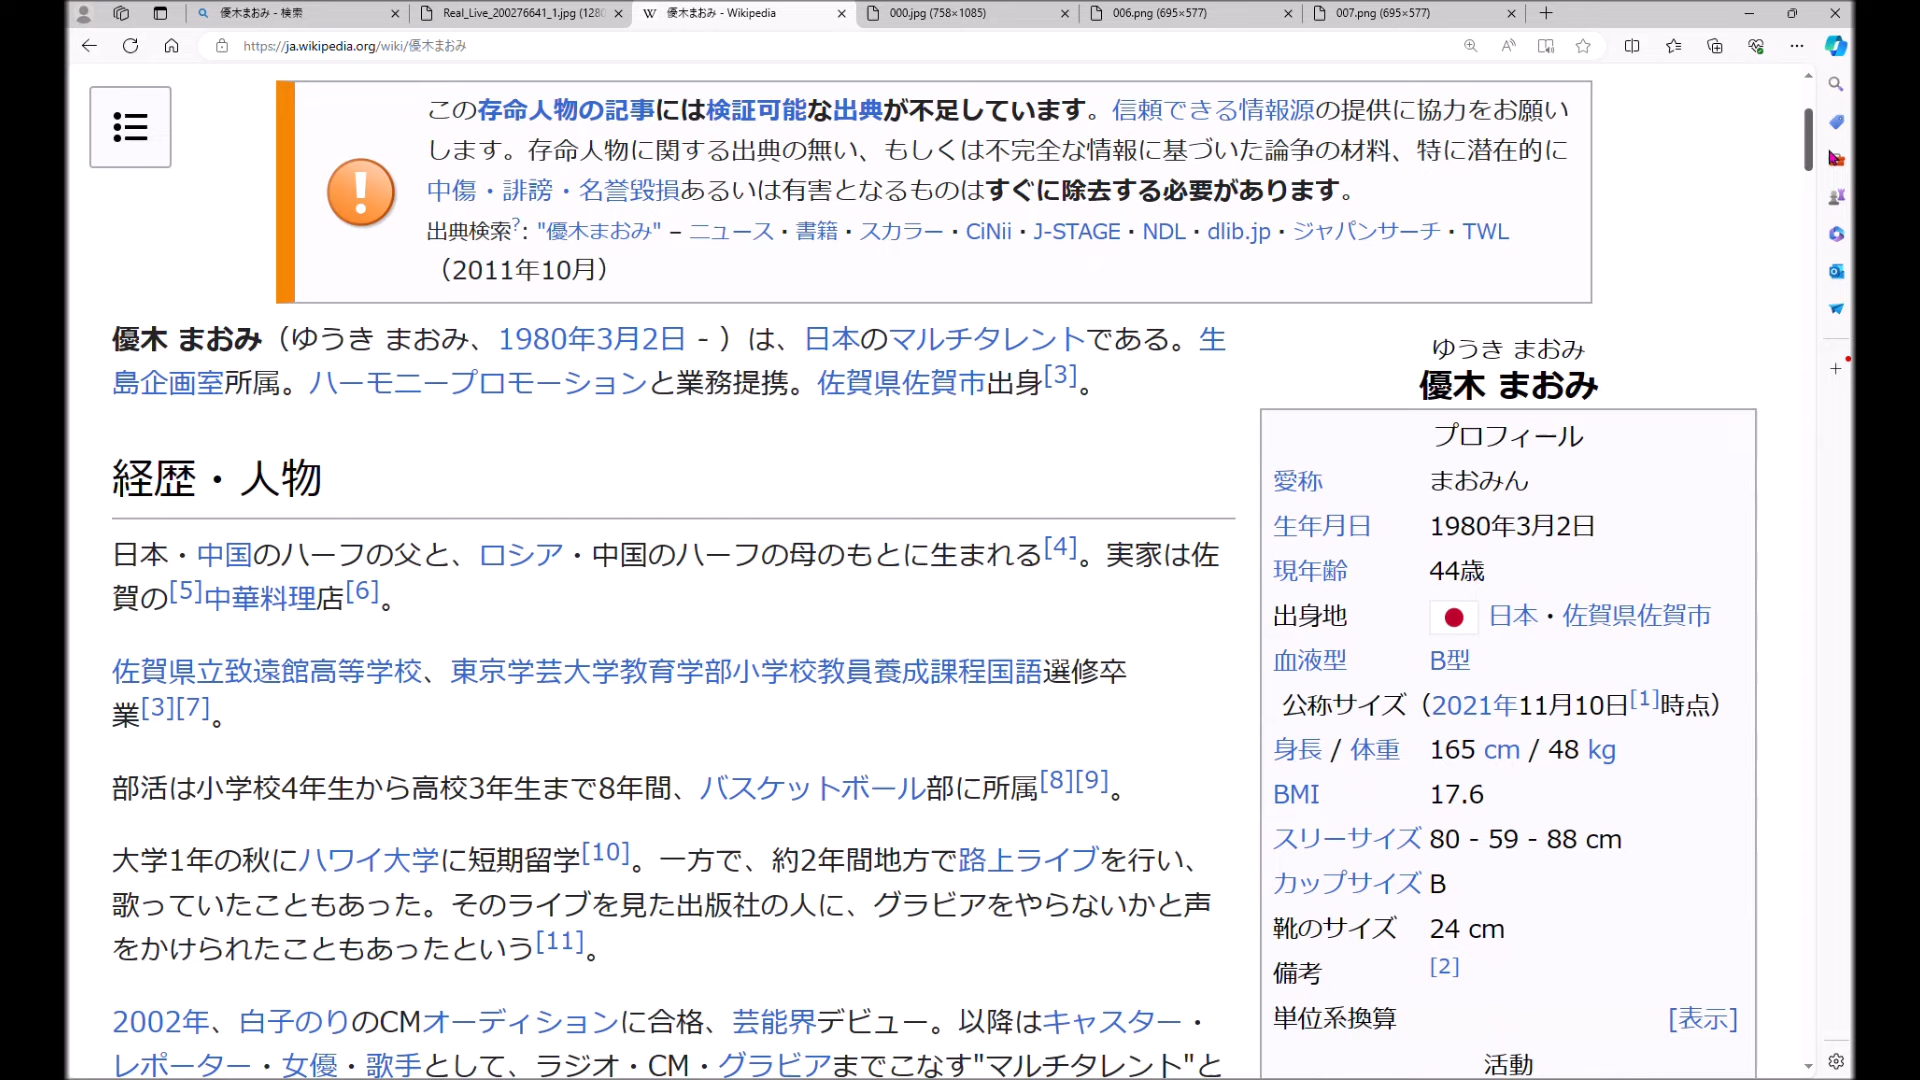 優木まおみ - 検索
Real_Live_200276641_1.jpg (1280
優木まおみ - Wikipedia
000.jpg (758×1085)
006.png (695×577)
007.png (695×577)
https://ja.wikipedia.org/wiki/優木まおみ
この存命人物の記事には検証可能な出典が不足しています。信頼できる情報源の提供に協力をお願い
します。存命人物に関する出典の無い、もしくは不完全な情報に基づいた論争の材料、特に潜在的に
中傷・誹謗・名誉毀損あるいは有害となるものはすぐに除去する必要があります。
出典検索?: "優木まおみ" – ニュース・書籍・スカラー・CiNii・J-STAGE・NDL・dlib.jp・ジャパンサーチ・TWL
（2011年10月）
優木 まおみ（ゆうき まおみ、1980年3月2日 - ）は、日本のマルチタレントである。生
島企画室所属。ハーモニープロモーションと業務提携。佐賀県佐賀市出身[3]。
経歴・人物
日本・中国のハーフの父と、ロシア・中国のハーフの母のもとに生まれる[4]。実家は佐
賀の[5]中華料理店[6]。
佐賀県立致遠館高等学校、東京学芸大学教育学部小学校教員養成課程国語選修卒
業[3][7]。
部活は小学校4年生から高校3年生まで8年間、バスケットボール部に所属[8][9]。
大学1年の秋にハワイ大学に短期留学[10]。一方で、約2年間地方で路上ライブを行い、
歌っていたこともあった。そのライブを見た出版社の人に、グラビアをやらないかと声
をかけられたこともあったという[11]。
2002年、白子のりのCMオーディションに合格、芸能界デビュー。以降はキャスター・
レポーター・女優・歌手として、ラジオ・CM・グラビアまでこなす"マルチタレント"と
ゆうき まおみ
優木 まおみ
プロフィール
愛称 まおみん
生年月日 1980年3月2日
現年齢 44歳
出身地 日本・佐賀県佐賀市
血液型 B型
公称サイズ（2021年11月10日[1]時点）
身長 / 体重 165 cm / 48 kg
BMI 17.6
スリーサイズ 80 - 59 - 88 cm
カップサイズ B
靴のサイズ 24 cm
備考 [2]
単位系換算 [表示]
活動